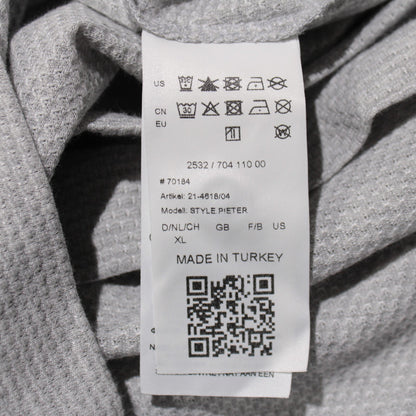 US
CN
30
EU
2532 / 704 110 00
# 70184
Artikel: 21-4618/04
Modell: STYLE.PIETER
D/NL/CH GB F/B US
XL
MADE IN TURKEY